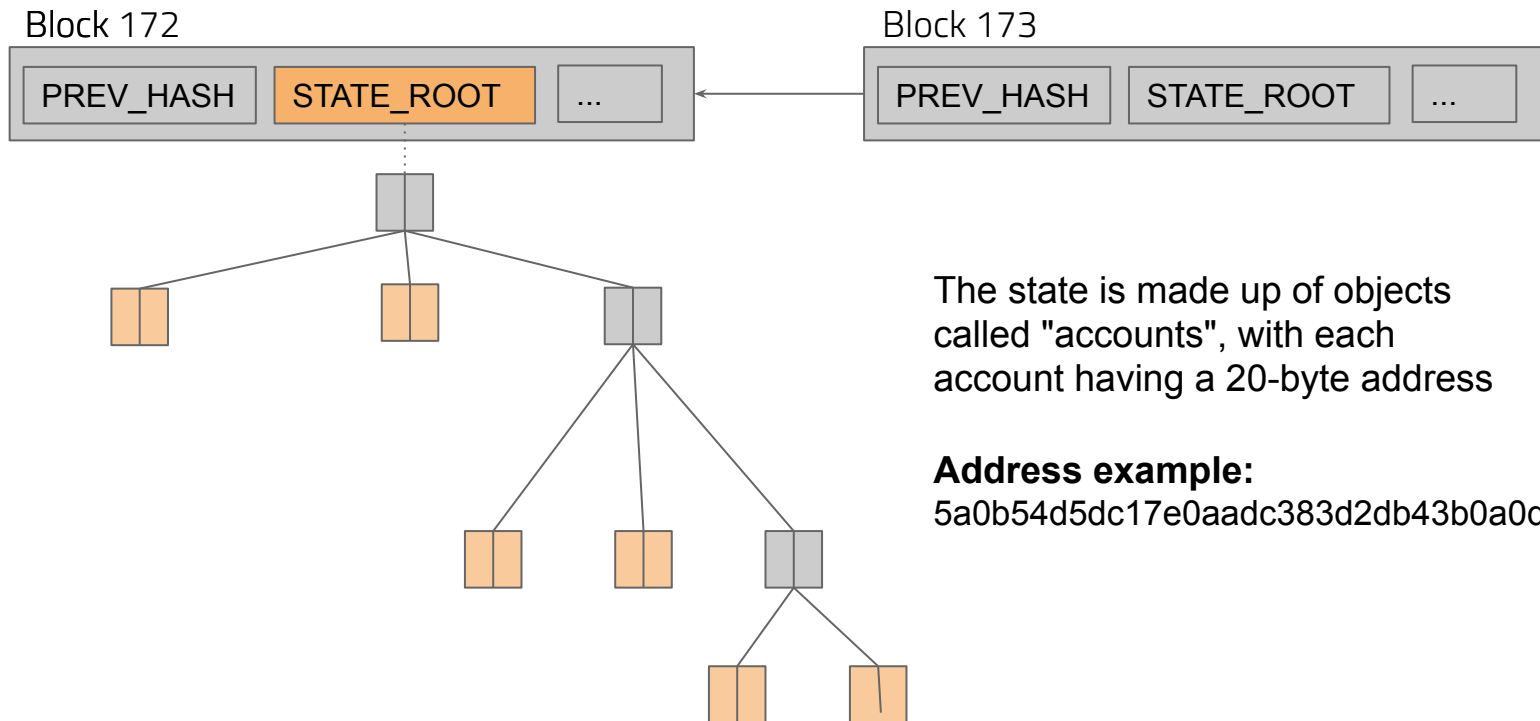 Block 172
Block 173
PREV_HASH
STATE_ROOT
...
PREV_HASH
STATE_ROOT
...
The state is made up of objects
called "accounts", with each
account having a 20-byte address
Address example:
5a0b54d5dc17e0aadc383d2db43b0a0d